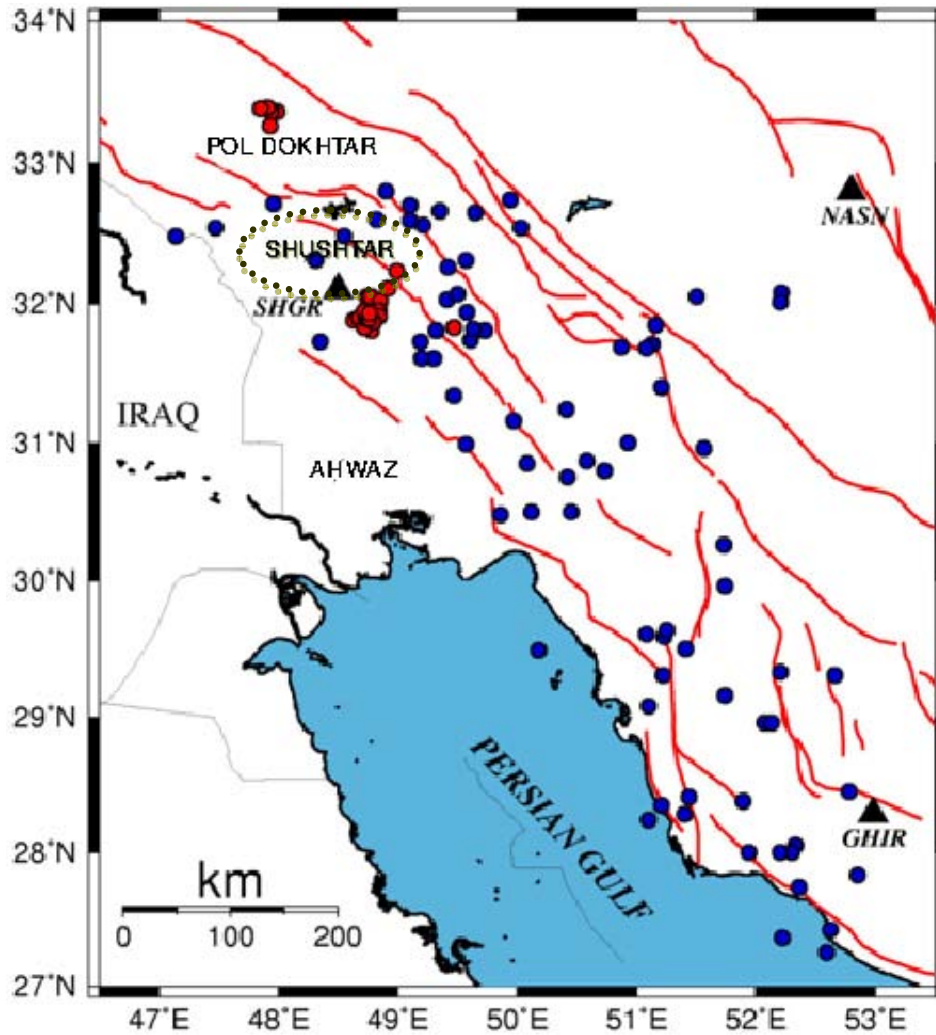 34°N
33°N
32°N
31°N
30°N
29°N
28°N
27°N
POL DOKHTAR
NASN
SHUSHTAR
SHGR
IRAQ
AHWAZ
PERSIAN GULF
GHIR
km
0 100 200
47°E 48°E 49°E 50°E 51°E 52°E 53°E